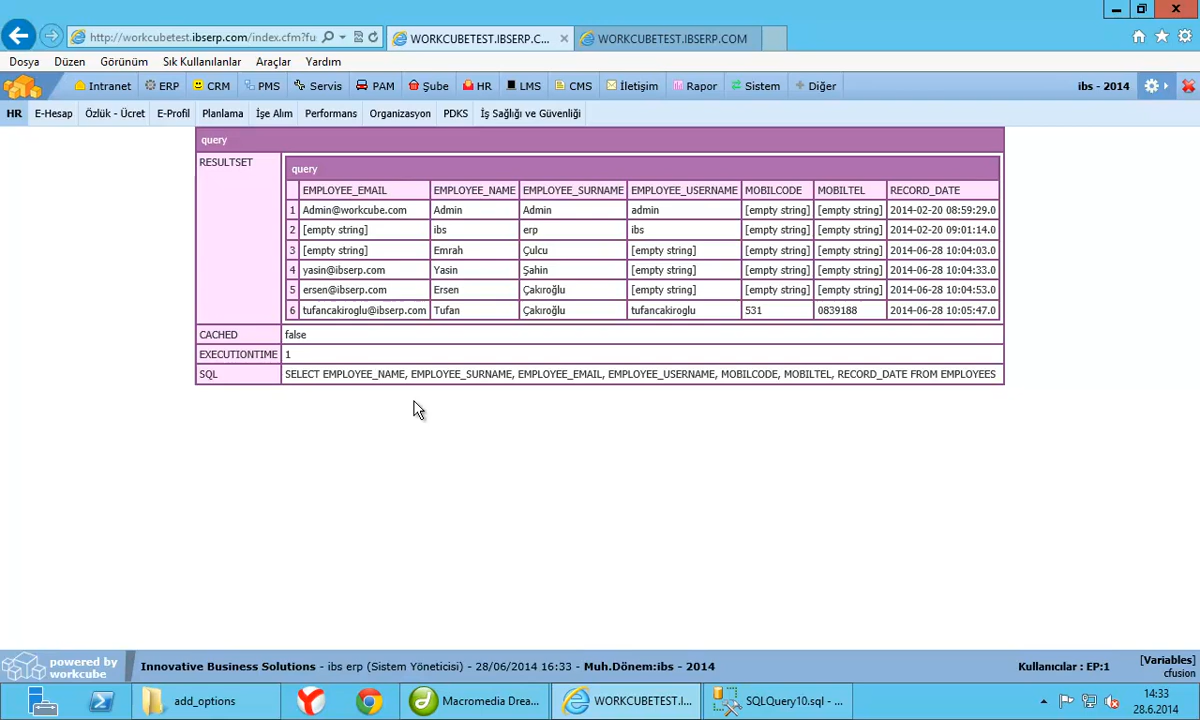 http://workcubetest.ibserp.com/index.cfm?fu:
WORKCUBETEST.IBSERP.C...
WORKCUBETEST.IBSERP.COM
Dosya Düzen Görünüm Sık Kullanılanlar Araçlar Yardım
Intranet ERP CRM PMS Servis PAM Şube HR LMS CMS İletişim Rapor Sistem Diğer ibs - 2014
HR E-Hesap Özlük - Ücret E-Profil Planlama İşe Alım Performans Organizasyon PDKS İş Sağlığı ve Güvenliği
query
RESULTSET
query
EMPLOYEE_EMAIL EMPLOYEE_NAME EMPLOYEE_SURNAME EMPLOYEE_USERNAME MOBILCODE MOBILTEL RECORD_DATE
1 Admin@workcube.com Admin Admin admin [empty string] [empty string] 2014-02-20 08:59:29.0
2 [empty string] ibs erp ibs [empty string] [empty string] 2014-02-20 09:01:14.0
3 [empty string] Emrah Çulcu [empty string] [empty string] [empty string] 2014-06-28 10:04:03.0
4 yasin@ibserp.com Yasin Şahin [empty string] [empty string] [empty string] 2014-06-28 10:04:33.0
5 ersen@ibserp.com Ersen Çakıroğlu [empty string] [empty string] [empty string] 2014-06-28 10:04:53.0
6 tufancakiroglu@ibserp.com Tufan Çakıroğlu tufancakiroglu 531 0839188 2014-06-28 10:05:47.0
CACHED false
EXECUTIONTIME 1
SQL SELECT EMPLOYEE_NAME, EMPLOYEE_SURNAME, EMPLOYEE_EMAIL, EMPLOYEE_USERNAME, MOBILCODE, MOBILTEL, RECORD_DATE FROM EMPLOYEES
powered by
workcube
Innovative Business Solutions - ibs erp (Sistem Yöneticisi) - 28/06/2014 16:33 - Muh.Dönem:ibs - 2014
Kullanıcılar : EP:1
[Variables]
cfusion
add_options
Macromedia Drea...
WORKCUBETEST.I...
SQLQuery10.sql - ...
14:33
28.6.2014